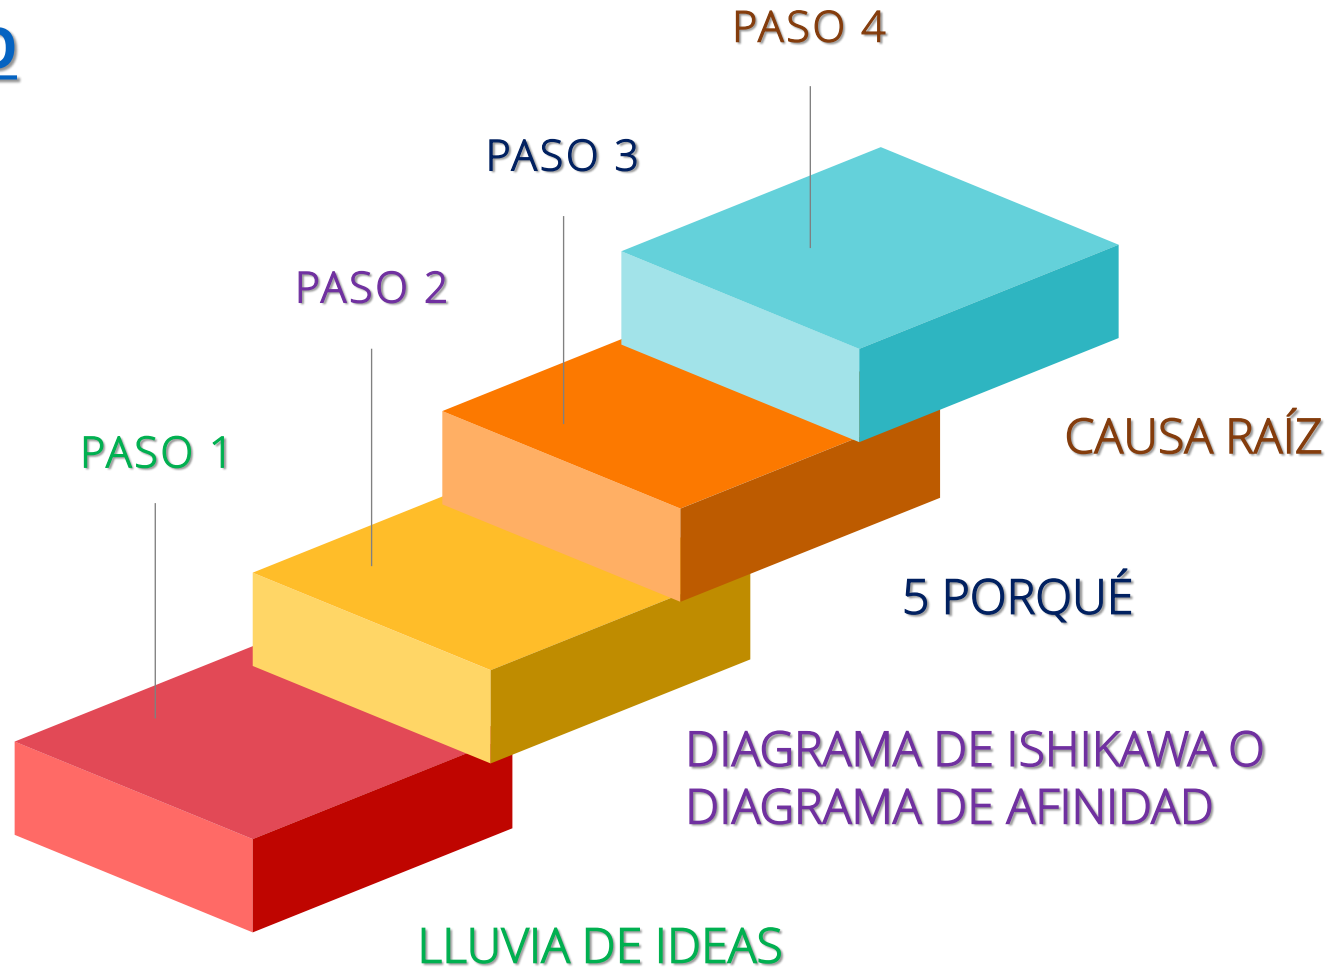 PASO 4
PASO 3
PASO 2
PASO 1
CAUSA RAÍZ
5 PORQUÉ
DIAGRAMA DE ISHIKAWA O
DIAGRAMA DE AFINIDAD
LLUVIA DE IDEAS